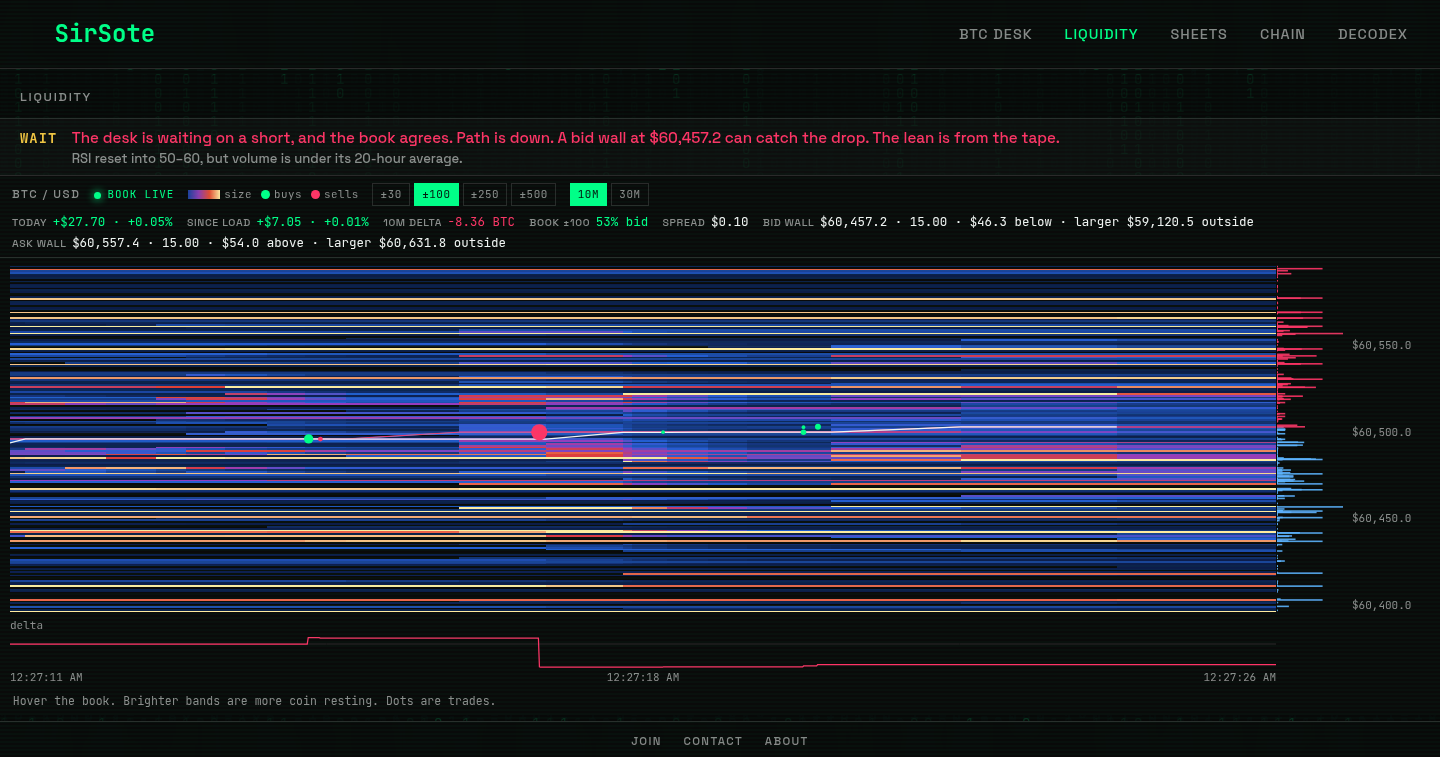 SirSote
BTC DESK LIQUIDITY SHEETS CHAIN DECODEX
LIQUIDITY
WAIT The desk is waiting on a short, and the book agrees. Path is down. A bid wall at $60,457.2 can catch the drop. The lean is from the tape.
RSI reset into 50–60, but volume is under its 20-hour average.
BTC / USD BOOK LIVE size buys sells ±30 ±100 ±250 ±500 10M 30M
TODAY +$27.70 · +0.05% SINCE LOAD +$7.05 · +0.01% 10M DELTA -8.36 BTC BOOK ±100 53% bid SPREAD $0.10 BID WALL $60,457.2 · 15.00 · $46.3 below · larger $59,120.5 outside
ASK WALL $60,557.4 · 15.00 · $54.0 above · larger $60,631.8 outside
$60,550.0
$60,500.0
$60,450.0
$60,400.0
delta
12:27:11 AM 12:27:18 AM 12:27:26 AM
Hover the book. Brighter bands are more coin resting. Dots are trades.
JOIN CONTACT ABOUT